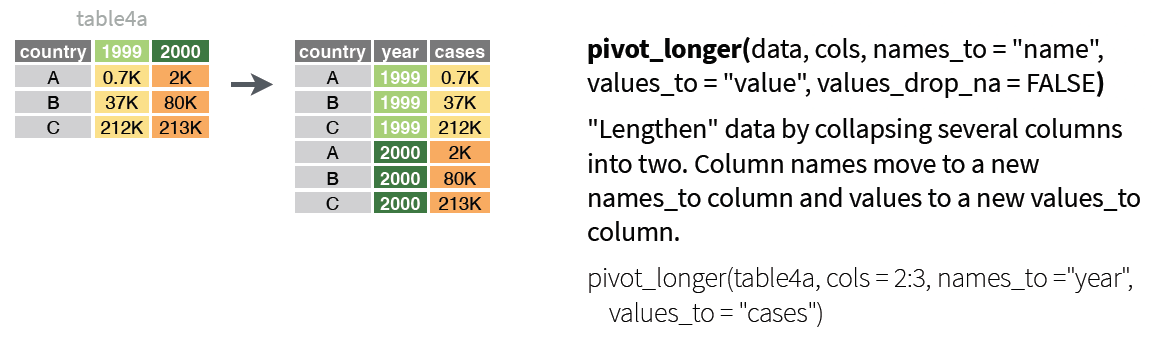 table4a
country 1999 2000
A 0.7K 2K
B 37K 80K
C 212K 213K
country year cases
A 1999 0.7K
B 1999 37K
C 1999 212K
A 2000 2K
B 2000 80K
C 2000 213K
pivot_longer(data, cols, names_to = "name",
values_to = "value", values_drop_na = FALSE)
"Lengthen" data by collapsing several columns
into two. Column names move to a new
names_to column and values to a new values_to
column.
pivot_longer(table4a, cols = 2:3, names_to ="year",
values_to = "cases")